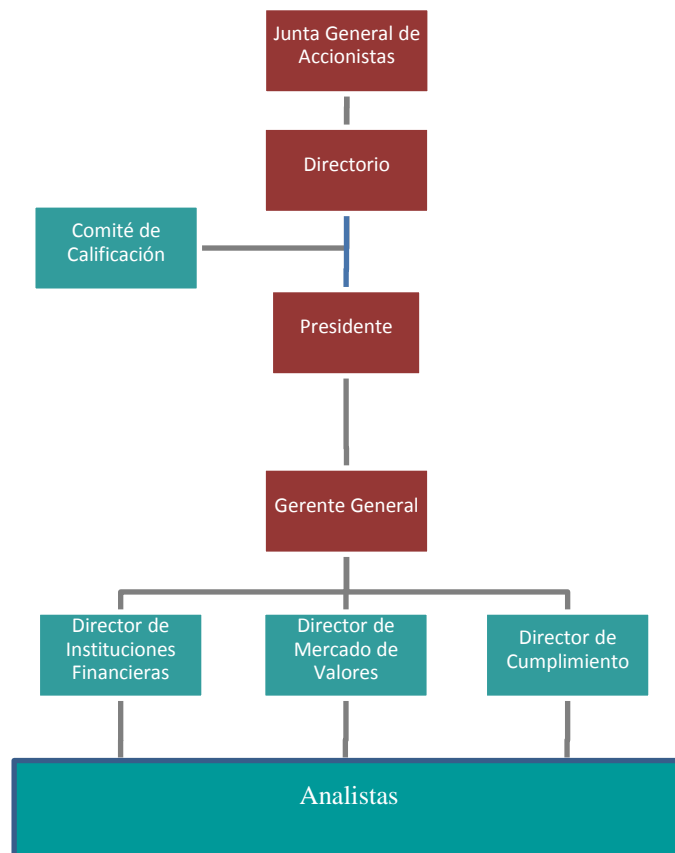 Junta General de
Accionistas
Directorio
Comité de
Calificación
Presidente
Gerente General
Director de
Instituciones
Financieras
Director de
Mercado de
Valores
Director de
Cumplimiento
Analistas